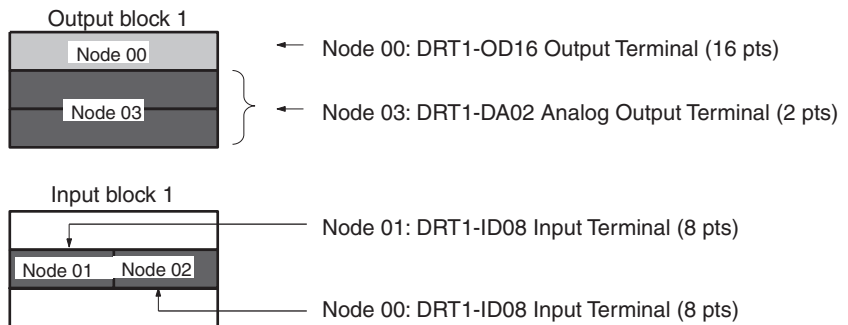 Output block 1
Node 00
Node 00: DRT1-OD16 Output Terminal (16 pts)
Node 03
Node 03: DRT1-DA02 Analog Output Terminal (2 pts)
Input block 1
Node 01: DRT1-ID08 Input Terminal (8 pts)
Node 01
Node 02
Node 00: DRT1-ID08 Input Terminal (8 pts)